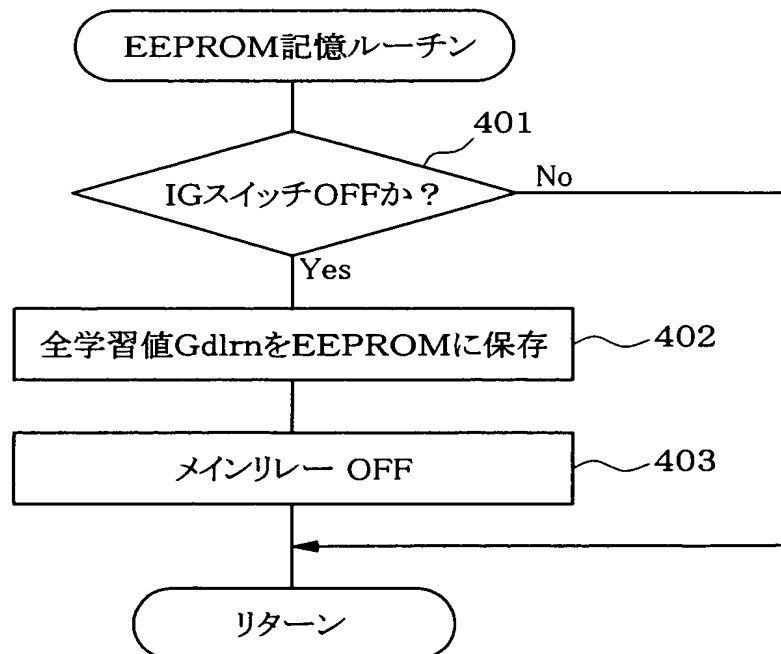 EEPROM記憶ルーチン
401
IGスイッチOFFか？
No
Yes
全学習値GdlrnをEEPROMに保存
402
メインリレー OFF
403
リターン